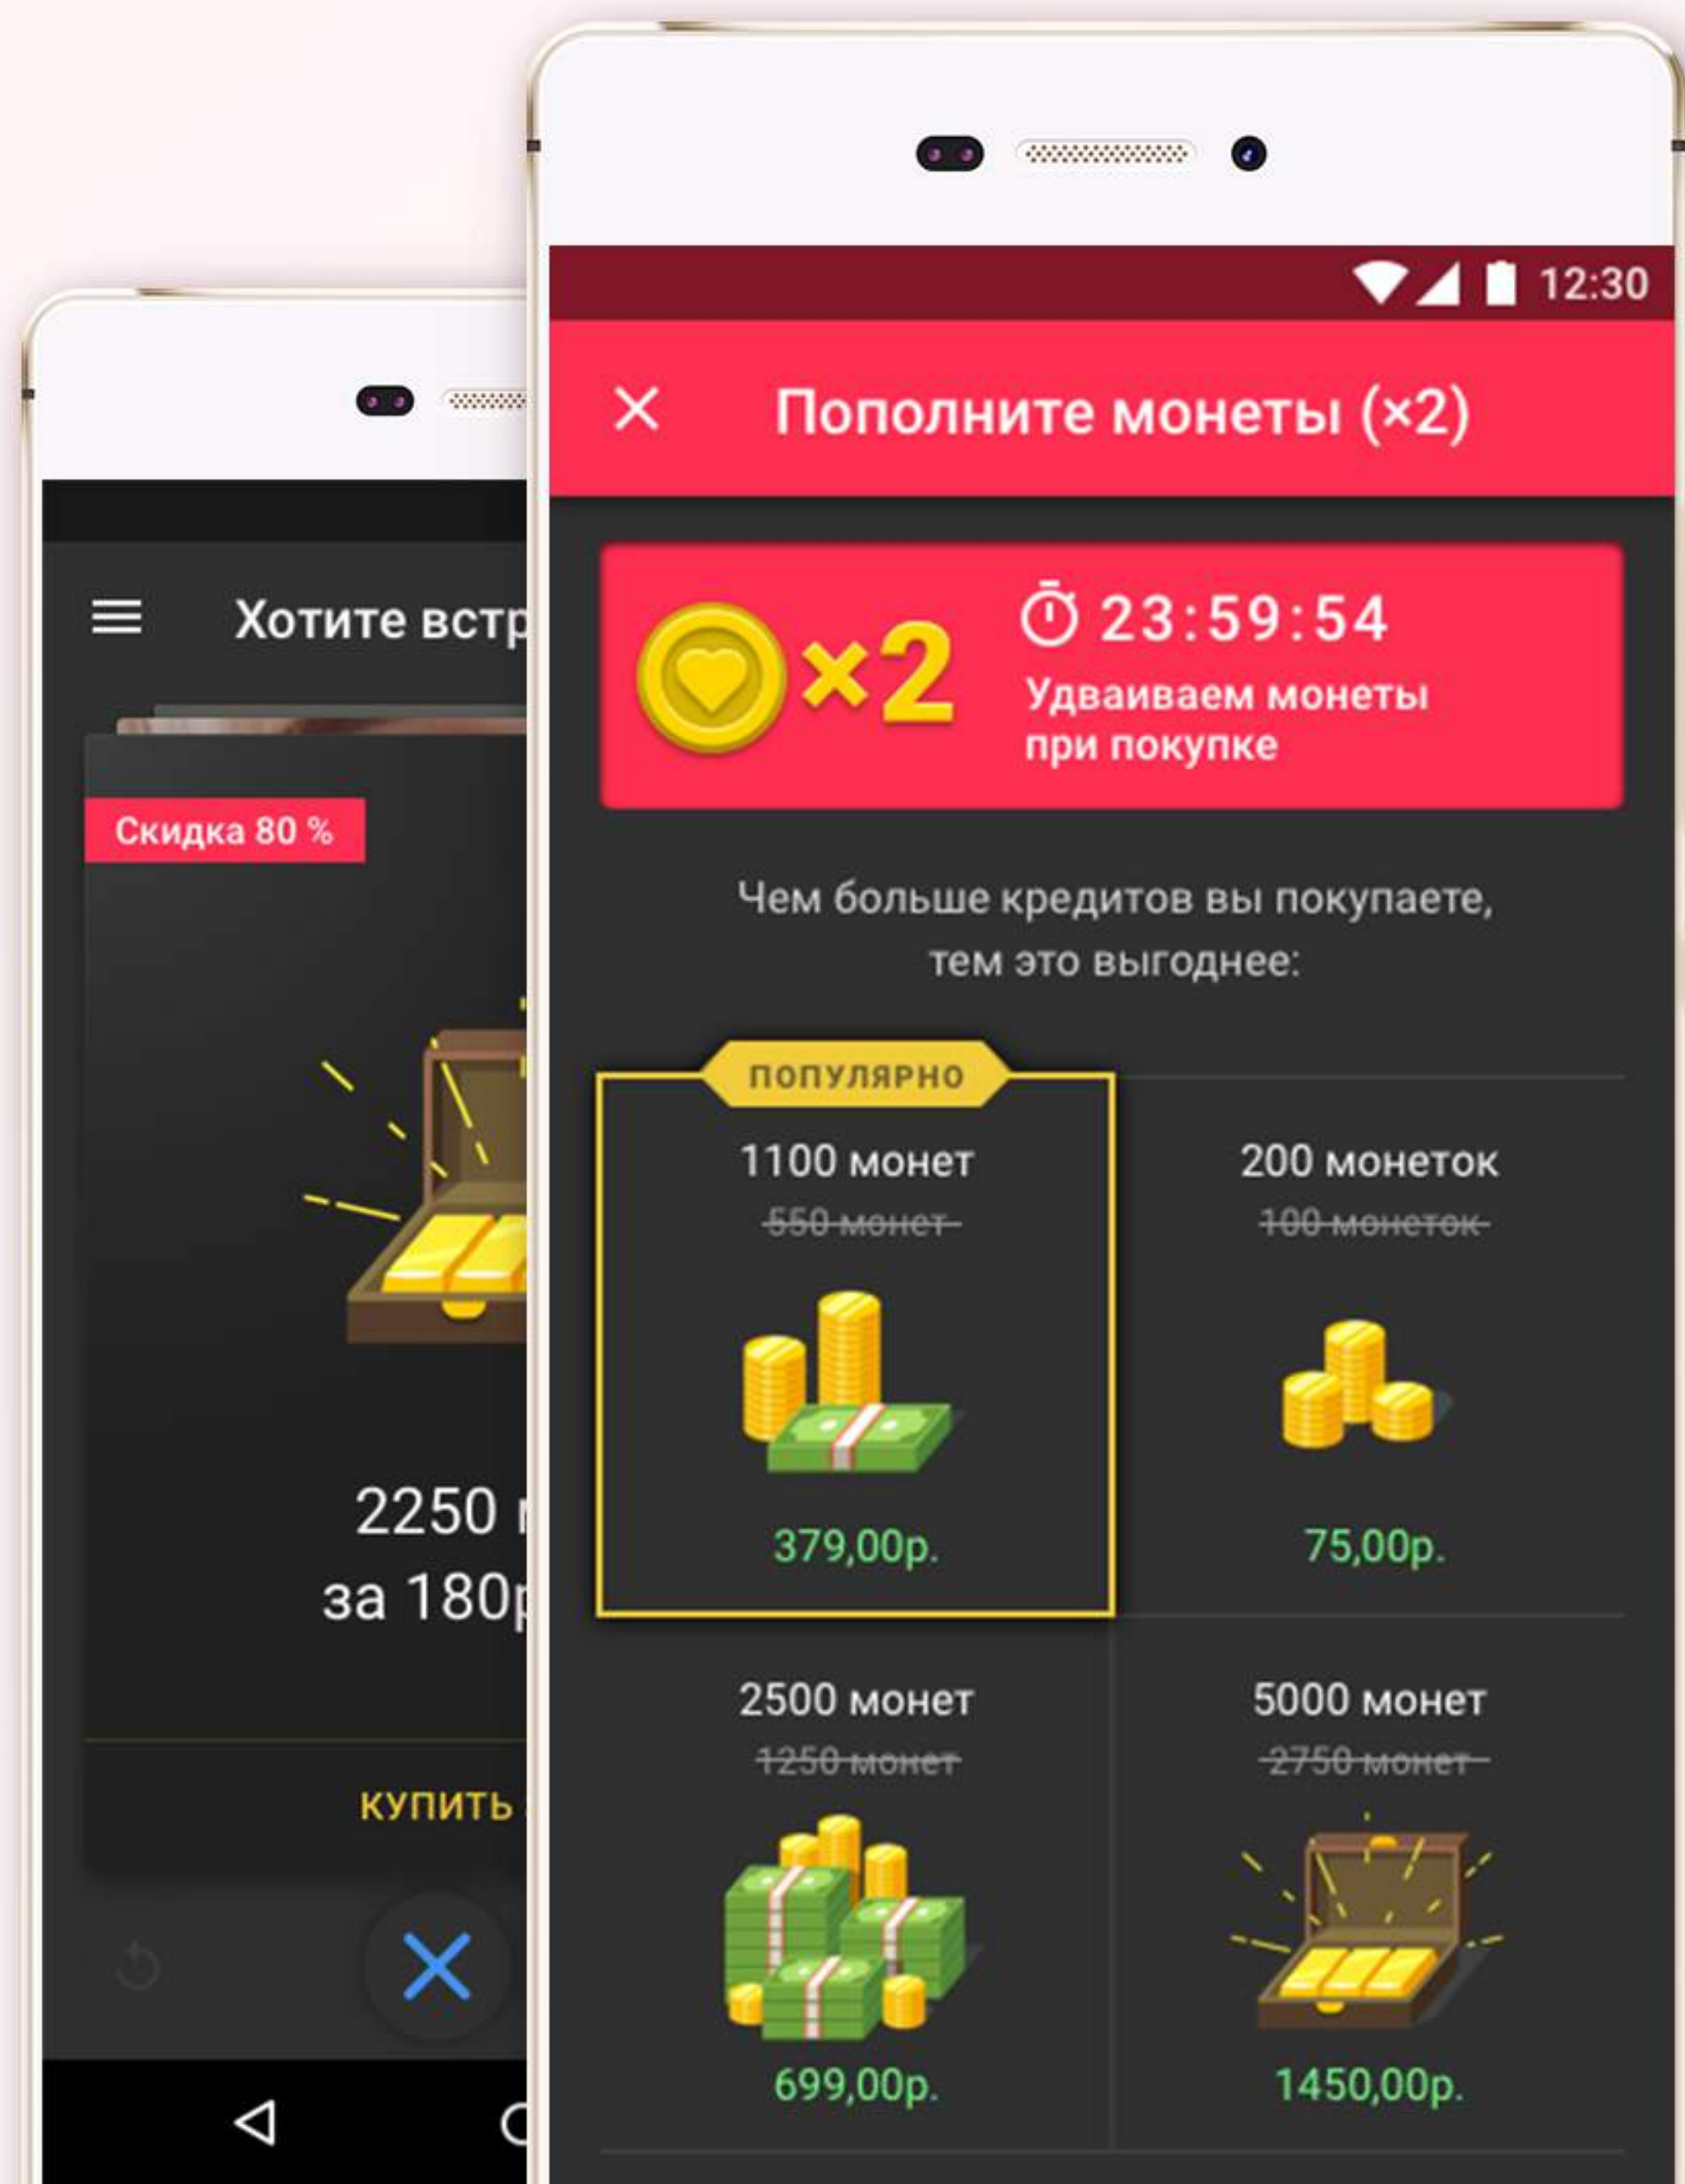 12:30
Пополните монеты (×2)
×2
23:59:54
Удваиваем монеты
при покупке
Чем больше кредитов вы покупаете,
тем это выгоднее:
ПОПУЛЯРНО
1100 монет
550 монет
379,00р.
200 монеток
100 монеток
75,00р.
2500 монет
1250 монет
699,00р.
5000 монет
2750 монет
1450,00р.
Хотите
Скидка 80 %
2250
за 180р
КУПИТЬ